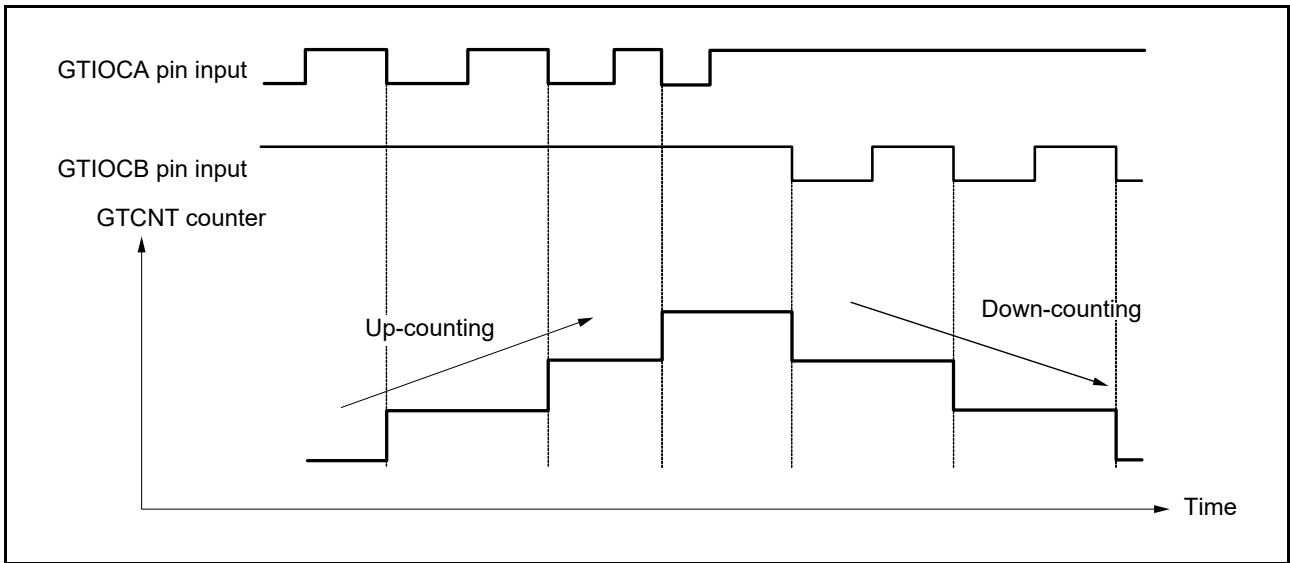 GTIOCA pin input
GTIOCB pin input
GTCNT counter
Up-counting
Down-counting
Time